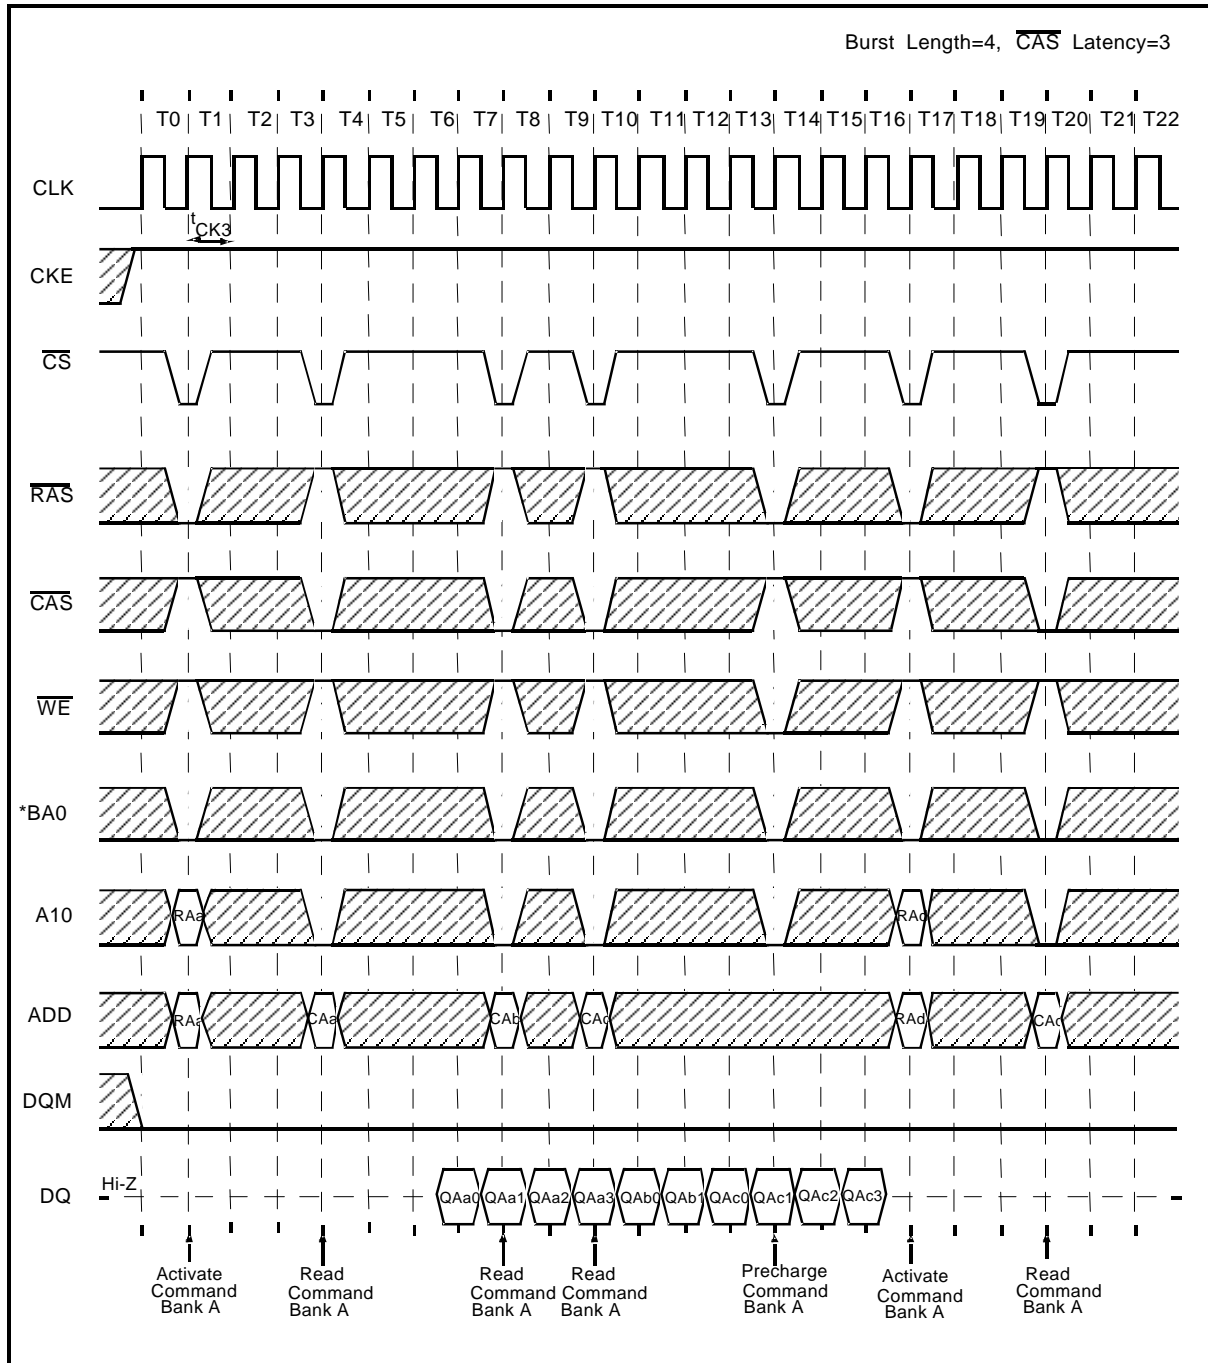 Burst Length=4, CAS Latency=3
T0 T1 T2 T3 T4 T5 T6 T7 T8 T9 T10 T11 T12 T13 T14 T15 T16 T17 T18 T19 T20 T21 T22
CLK
tCK3
CKE
CS
RAS
CAS
WE
*BA0
A10 RAa RAd
ADD RAa CAa CAb CAc RAd CAd
DQM
Hi-Z
DQ QAa0 QAa1 QAa2 QAa3 QAb0 QAb1 QAc0 QAc1 QAc2 QAc3
Activate Command Bank A
Read Command Bank A
Read Command Bank A
Read Command Bank A
Precharge Command Bank A
Activate Command Bank A
Read Command Bank A